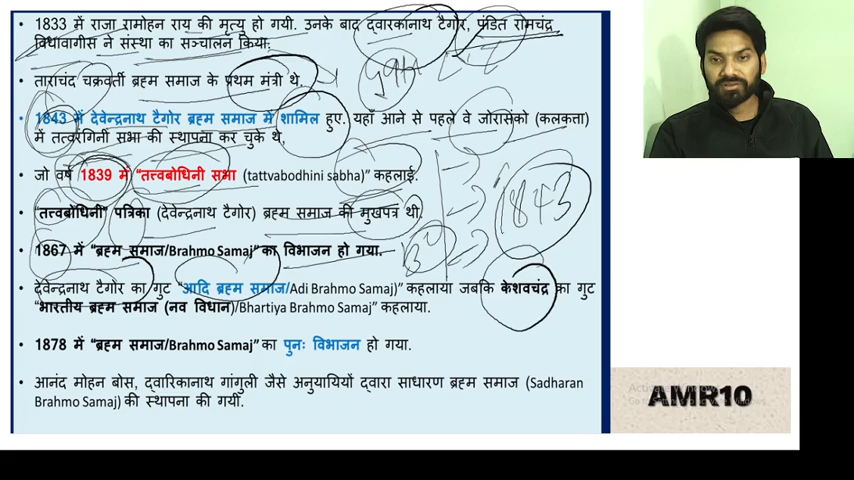 1833 में राजा रामोहन राय की मृत्यु हो गयी. उनके बाद द्वारकानाथ टैगोर, पंडित रामचंद्र
विधावागीस ने संस्था का सञ्चालन किया.
ताराचंद चक्रवर्ती ब्रह्म समाज के प्रथम मंत्री थे.
1843 में देवेन्द्रनाथ टैगोर ब्रह्म समाज में शामिल हुए. यहाँ आने से पहले वे जोरासंको (कलकता)
में तत्वरंगिनी सभा की स्थापना कर चुके थे,
जो वर्ष 1839 में "तत्त्वबोधिनी सभा (tattvabodhini sabha) कहलाई.
"तत्त्वबोधिनी" पत्रिका (देवेन्द्रनाथ टैगोर) ब्रह्म समाज की मुखपत्र थी.
1867 में "ब्रह्म समाज/Brahmo Samaj" का विभाजन हो गया.
देवेन्द्रनाथ टैगोर का गुट "आदि ब्रह्म समाज/Adi Brahmo Samaj)" कहलाया जबकि केशवचंद्र का गुट
"भारतीय ब्रह्म समाज (नव विधान)/Bhartiya Brahmo Samaj" कहलाया.
1878 में "ब्रह्म समाज/Brahmo Samaj" का पुनः विभाजन हो गया.
आनंद मोहन बोस, द्वारिकानाथ गांगुली जैसे अनुयायियों द्वारा साधारण ब्रह्म समाज (Sadharan
Brahmo Samaj) की स्थापना की गयी.
1843
AMR10